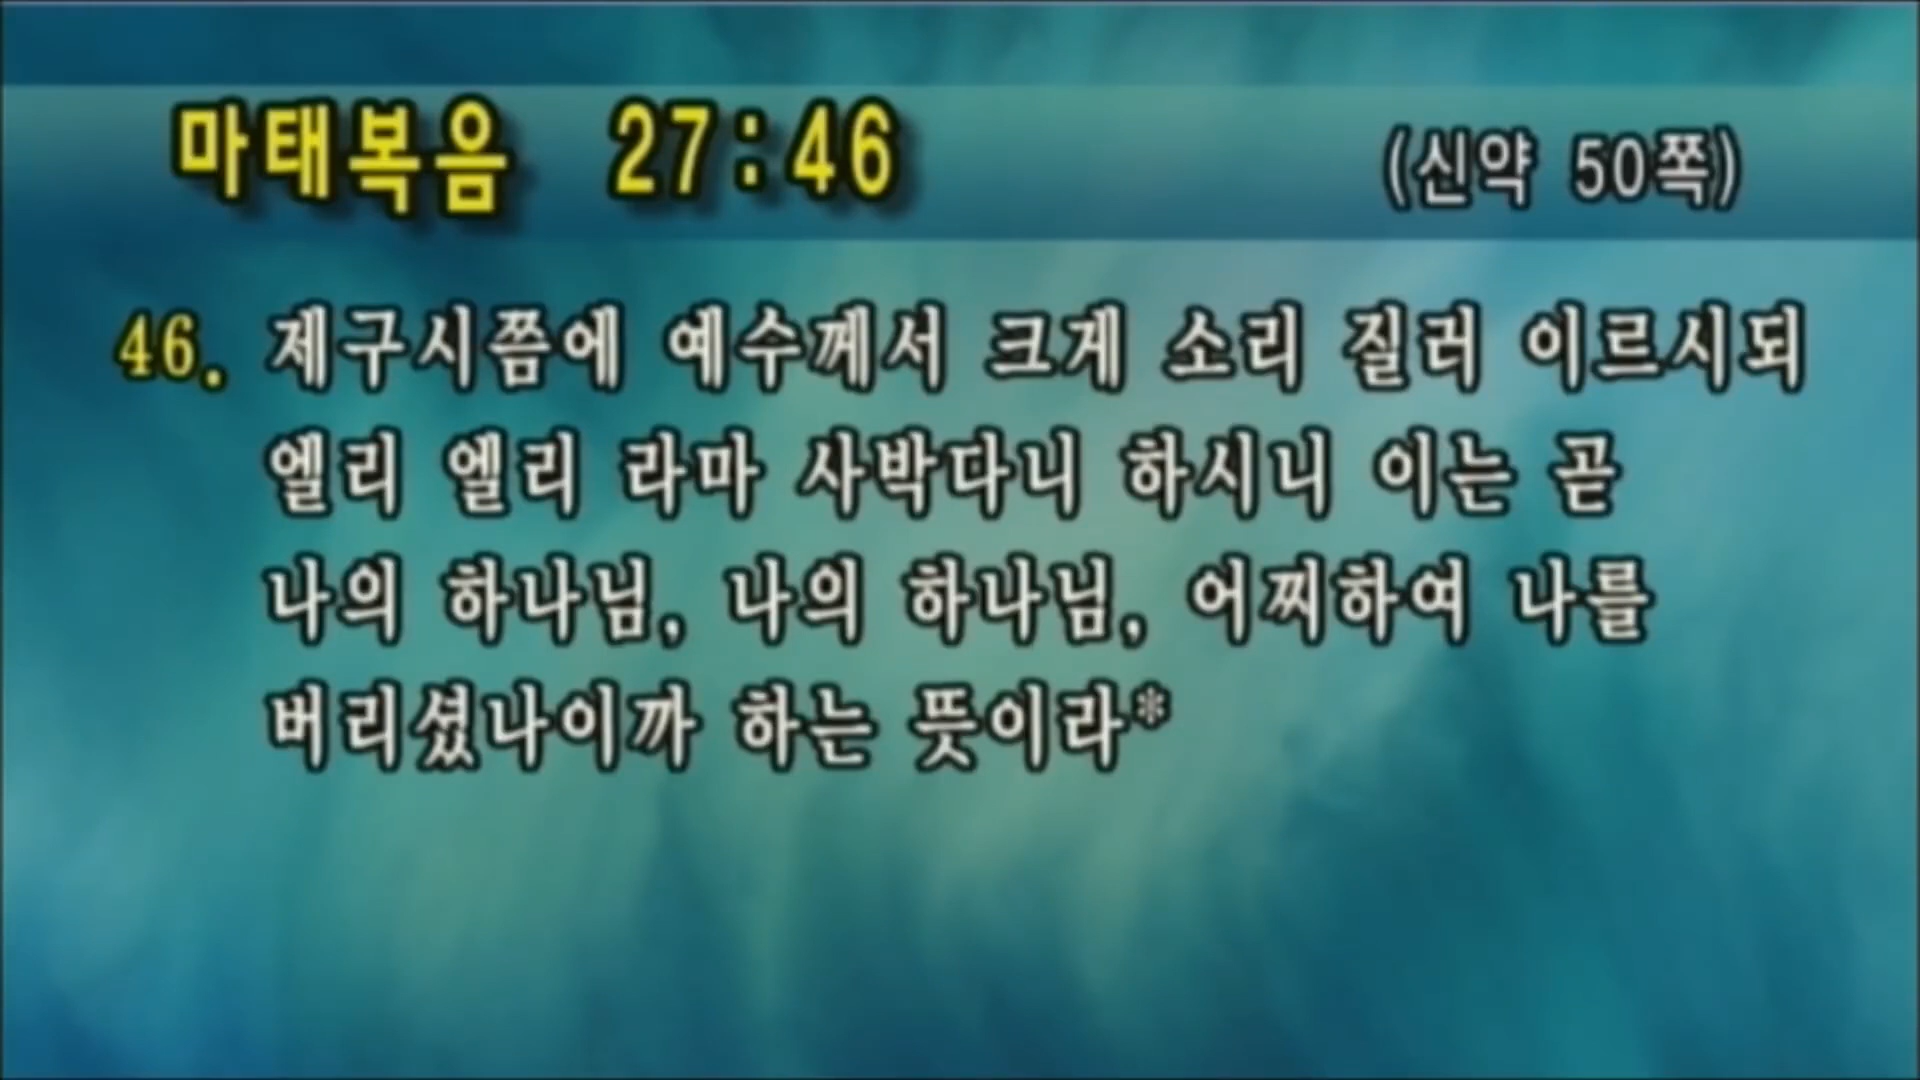 마태복음 27:46 (신약 50쪽)
46. 제구시쯤에 예수께서 크게 소리 질러 이르시되
엘리 엘리 라마 사박다니 하시니 이는 곧
나의 하나님, 나의 하나님, 어찌하여 나를
버리셨나이까 하는 뜻이라*